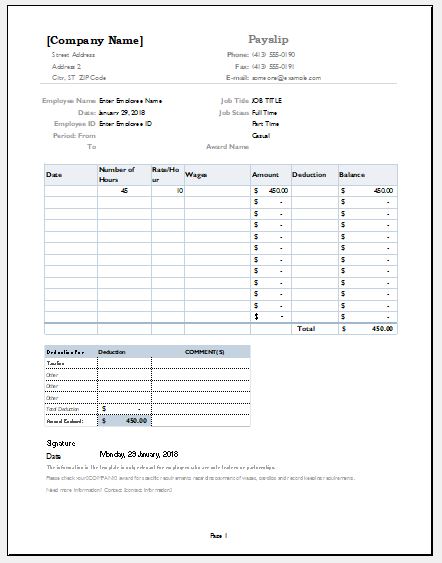 [Company Name] Payslip
Street Address Phone: (413) 555-0190
Address 2 Fax: (413) 555-0191
City, ST ZIP Code E-mail: someone@example.com
Employee Name Enter Employee Name Job Title JOB TITLE
Date: January 29, 2018 Job Staus Full Time
Employee ID Enter Employee ID Part Time
Period: From Casual
To Award Name
Date Number of Hours Rate/Hour Wages Amount Deduction Balance
45 10 $ 450.00 $ 450.00
$ - $ -
$ - $ -
$ - $ -
$ - $ -
$ - $ -
$ - $ -
$ - $ -
$ - $ -
$ - $ -
$ - $ -
$ - $ -
Total $ 450.00
Deduction For Deduction COMMENT(S)
Taxation
Other
Other
Other
Total Deduction $ -
Amount Enclosed: $ 450.00
Signature
Date Monday, 29 January, 2018
The information in the template is only relevant for employees who are sole traders or partnerships.
Please check your COMPANIO award for specific requirements regarding payment of wages, payslips and record keeping requirements.
Need more information? Contact [contact information]
Page 1